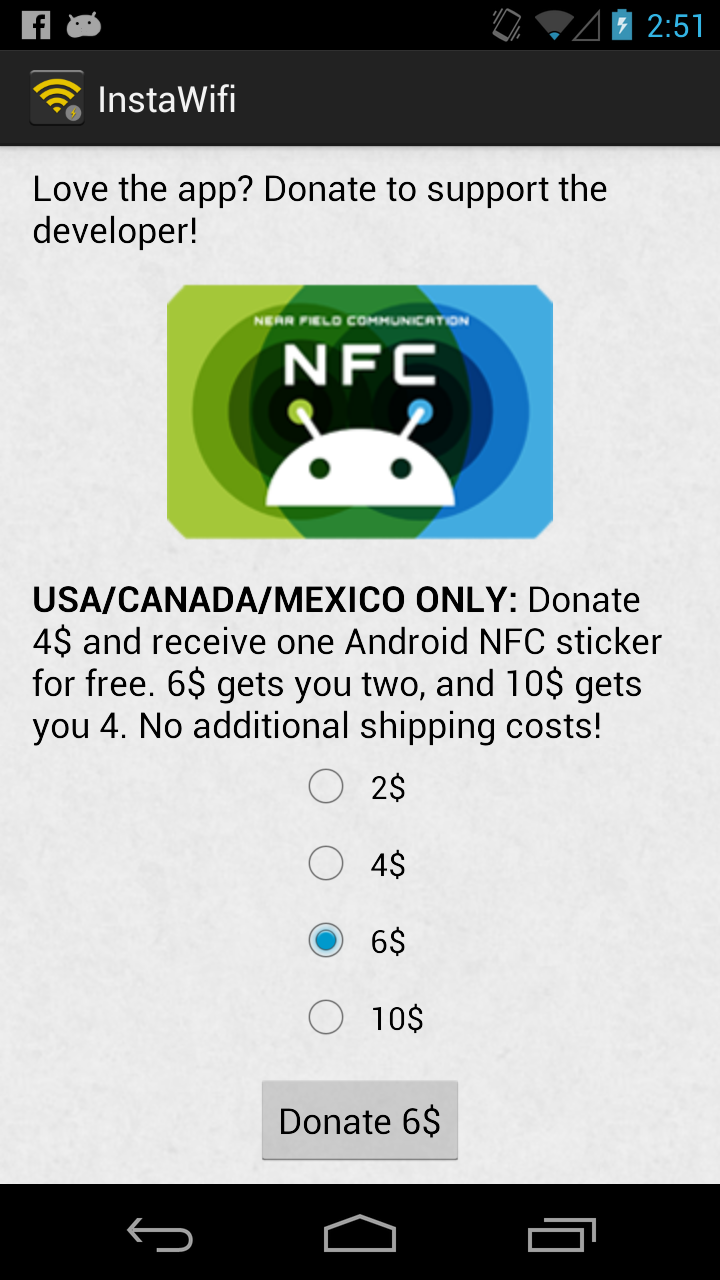 2:51
InstaWifi
Love the app? Donate to support the
developer!
NEAR FIELD COMMUNICATION
NFC
USA/CANADA/MEXICO ONLY: Donate
4$ and receive one Android NFC sticker
for free. 6$ gets you two, and 10$ gets
you 4. No additional shipping costs!
2$
4$
6$
10$
Donate 6$